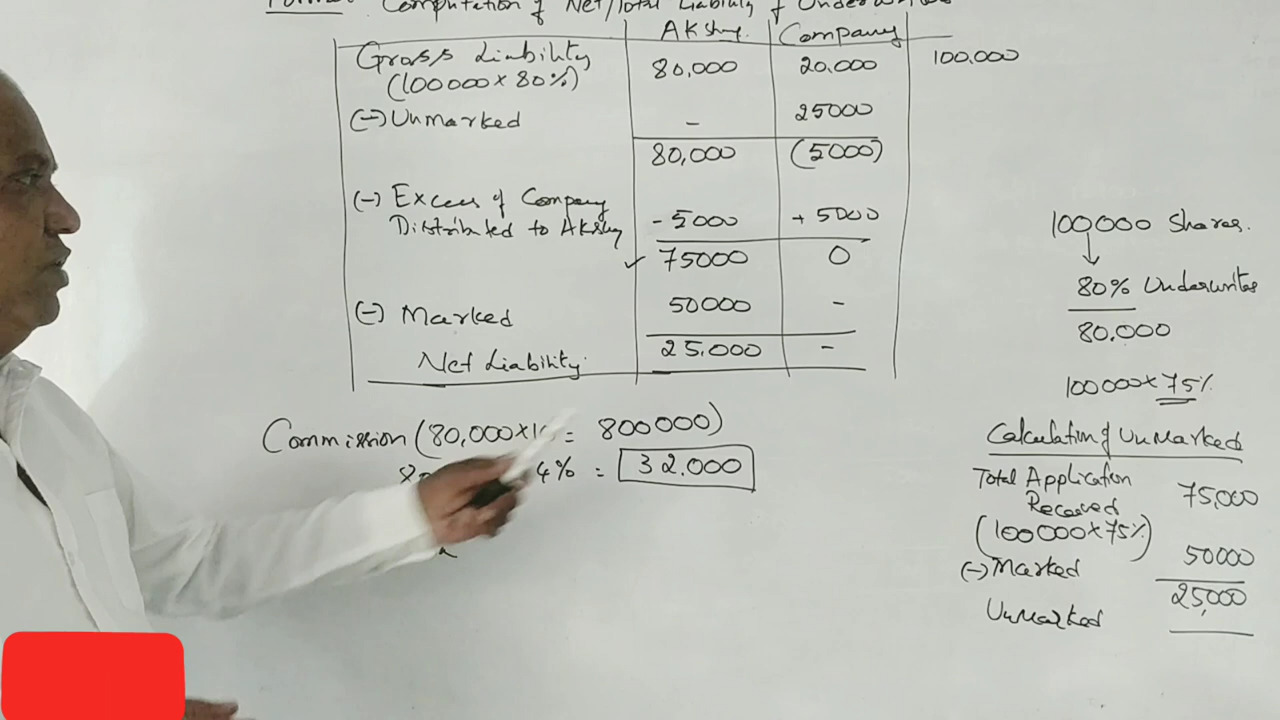 Format: Computation of Net/Total Liability of Underwriters
Akshay. Company
Gross Liability 80,000 20,000 100,000
(100000 × 80%)
(-) Unmarked - 25000
80,000 (5000)
(-) Excess of Company
Distributed to Akshay - 5000 + 5000
✓ 75000 0
(-) Marked 50000 -
Net Liability. 25,000 -
Commission (80,000 × = 800000)
4% = 32,000
100000 Shares.
↓
80% Underwrites
80,000
100000 × 75%
Calculation of Unmarked
Total Application
Received 75,000
(100000 × 75%)
(-) Marked 50000
Unmarked 25,000